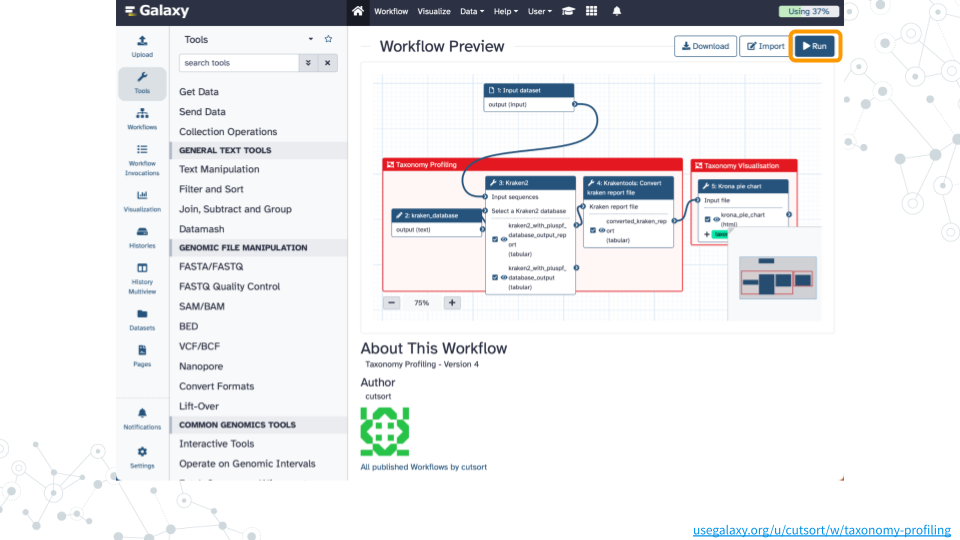 Galaxy
Workflow Visualize Data Help User
Using 37%
Upload
Tools
Workflows
Workflow
Invocations
Visualization
Histories
History
Multiview
Datasets
Pages
Notifications
Settings
Tools
search tools
Get Data
Send Data
Collection Operations
GENERAL TEXT TOOLS
Text Manipulation
Filter and Sort
Join, Subtract and Group
Datamash
GENOMIC FILE MANIPULATION
FASTA/FASTQ
FASTQ Quality Control
SAM/BAM
BED
VCF/BCF
Nanopore
Convert Formats
Lift-Over
COMMON GENOMICS TOOLS
Interactive Tools
Operate on Genomic Intervals
Workflow Preview
Download
Import
Run
1: Input dataset
output (input)
Taxonomy Profiling
2: kraken_database
output (text)
3: Kraken2
Input sequences
Select a Kraken2 database
kraken2_with_pluspf_
database_output_rep
ort
(tabular)
kraken2_with_pluspf_
database_output
(tabular)
4: Krakentools: Convert
kraken report file
Kraken report file
converted_kraken_rep
ort
(tabular)
Taxonomy Visualisation
5: Krona pie chart
Input file
krona_pie_chart
(html)
75%
About This Workflow
Taxonomy Profiling - Version 4
Author
cutsort
All published Workflows by cutsort
usegalaxy.org/u/cutsort/w/taxonomy-profiling